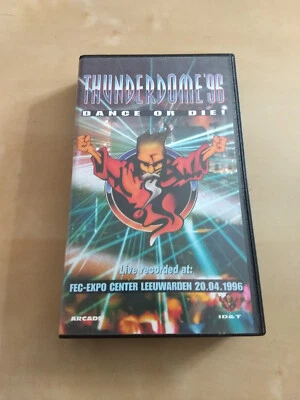 THUNDERDOME'96
DANCE OR DIE!
Live recorded at:
FEC-EXPO CENTER LEEUWARDEN 20.04.1996
ARCADE ID&T